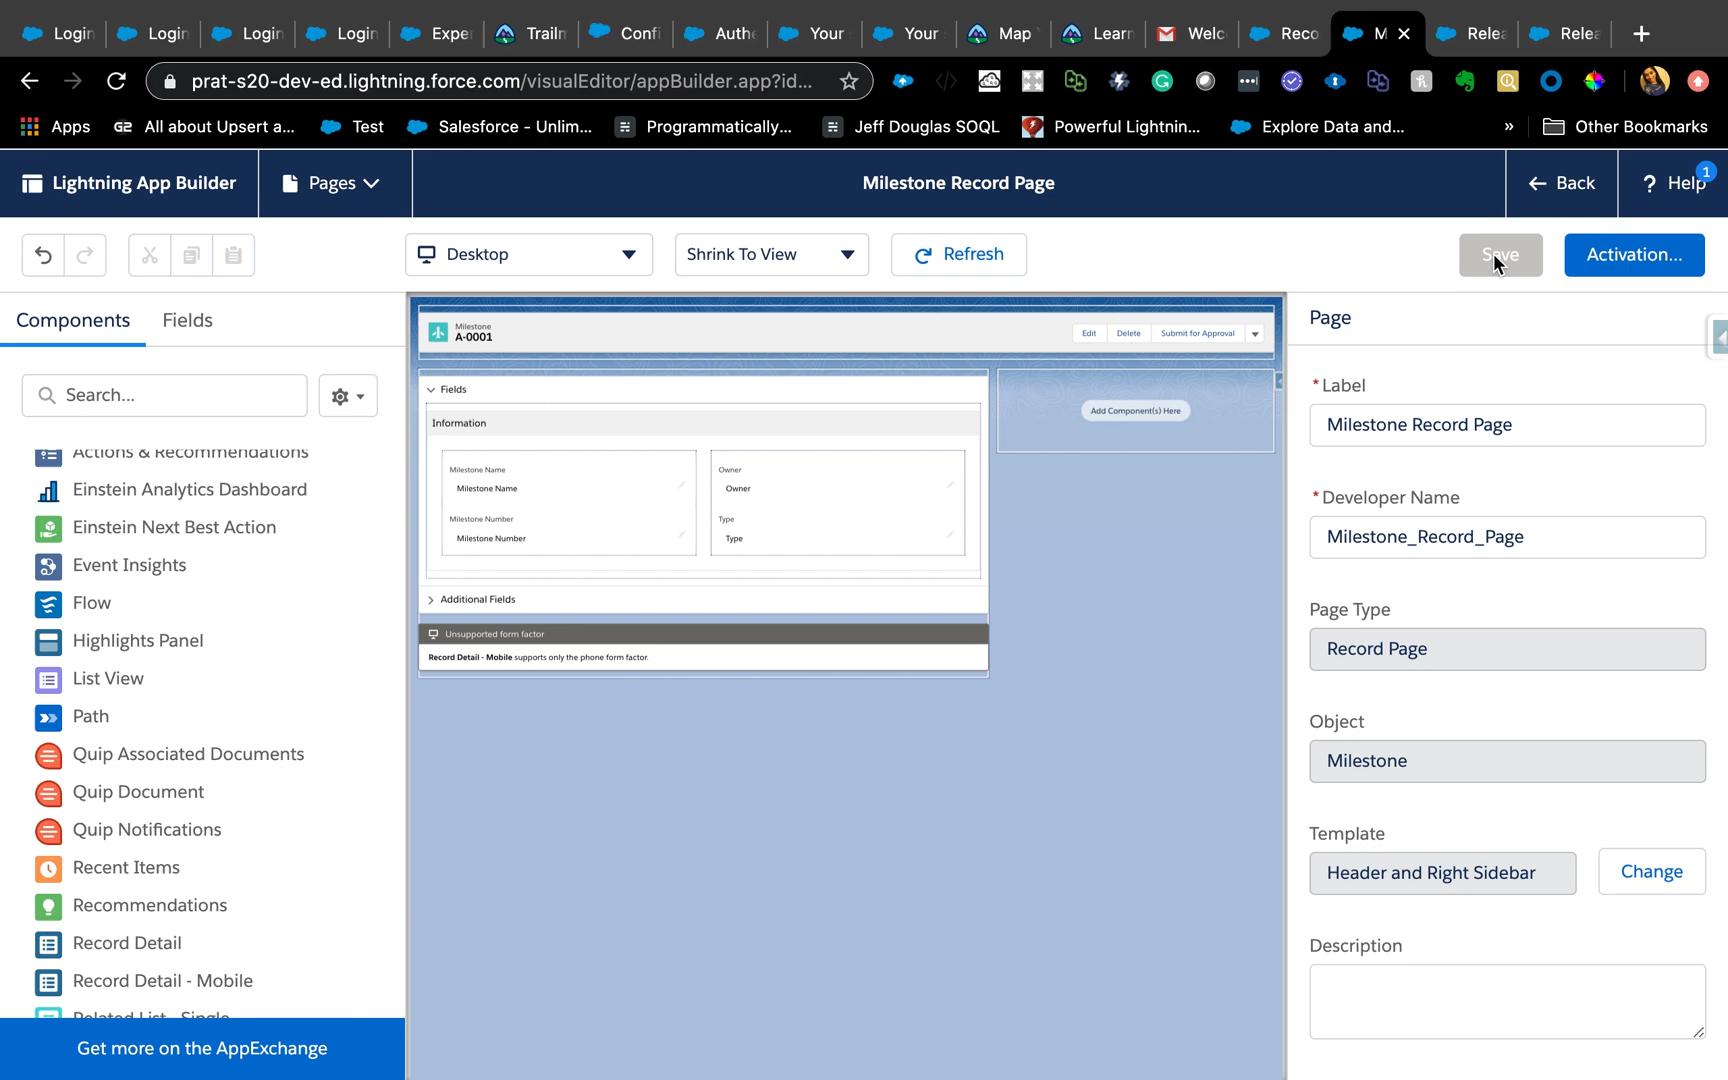 Login
Login
Login
Login
Expe
Trailm
Confi
Authe
Your
Your
Map
Learn
Welc
Reco
M
Relea
Relea
prat-s20-dev-ed.lightning.force.com/visualEditor/appBuilder.app?id...
Apps
All about Upsert a...
Test
Salesforce - Unlim...
Programmatically...
Jeff Douglas SOQL
Powerful Lightnin...
Explore Data and...
»
Other Bookmarks
Lightning App Builder
Pages
Milestone Record Page
Back
? Help
1
Desktop
Shrink To View
Refresh
Save
Activation...
Components
Fields
Search...
Actions & Recommendations
Einstein Analytics Dashboard
Einstein Next Best Action
Event Insights
Flow
Highlights Panel
List View
Path
Quip Associated Documents
Quip Document
Quip Notifications
Recent Items
Recommendations
Record Detail
Record Detail - Mobile
Related List - Single
Get more on the AppExchange
Milestone
A-0001
Edit
Delete
Submit for Approval
Fields
Information
Milestone Name
Milestone Name
Milestone Number
Milestone Number
Owner
Owner
Type
Type
Additional Fields
Unsupported form factor
Record Detail - Mobile supports only the phone form factor.
Add Component(s) Here
Page
* Label
Milestone Record Page
* Developer Name
Milestone_Record_Page
Page Type
Record Page
Object
Milestone
Template
Header and Right Sidebar
Change
Description